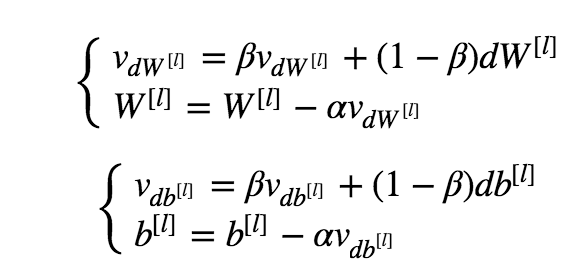 v_{dW^{[l]}} = βv_{dW^{[l]}} + (1 − β)dW^{[l]}
W^{[l]} = W^{[l]} − αv_{dW^{[l]}}
v_{db^{[l]}} = βv_{db^{[l]}} + (1 − β)db^{[l]}
b^{[l]} = b^{[l]} − αv_{db^{[l]}}